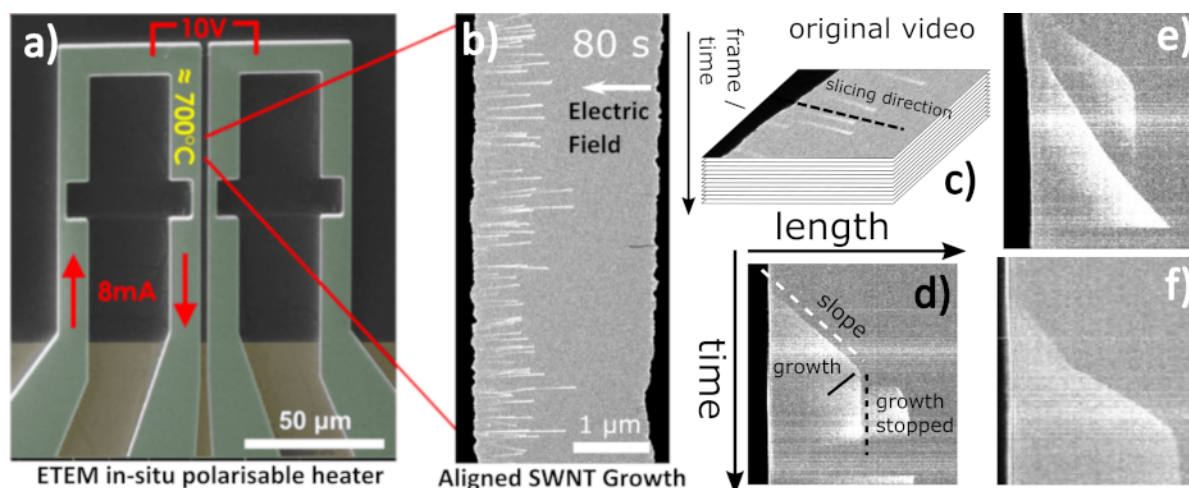 a)
10V
≈ 700°C
8mA
50 μm
ETEM in-situ polarisable heater
b)
80 s
Electric
Field
1 μm
Aligned SWNT Growth
original video
frame /
time
slicing direction
c)
length
time
d)
slope
growth
growth
stopped
e)
f)